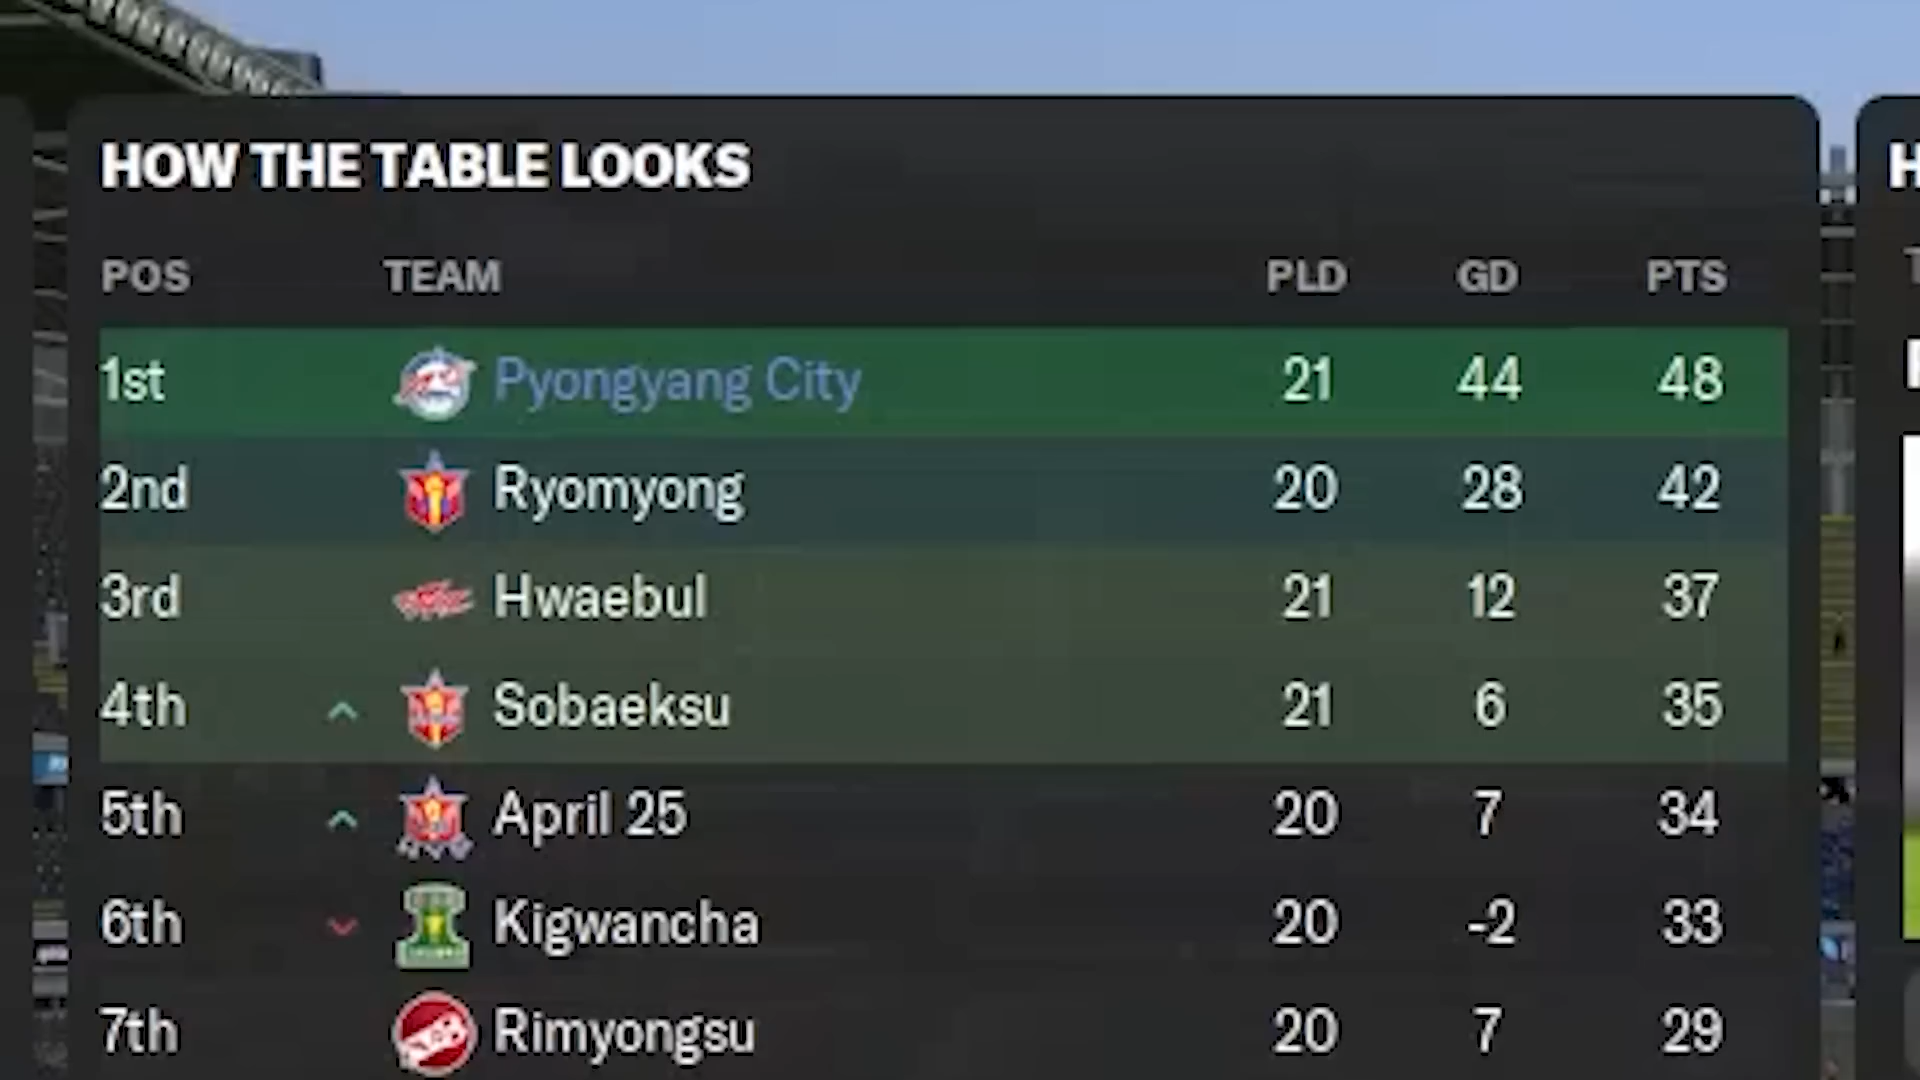 HOW THE TABLE LOOKS
POS TEAM PLD GD PTS
1st Pyongyang City 21 44 48
2nd Ryomyong 20 28 42
3rd Hwaebul 21 12 37
4th Sobaeksu 21 6 35
5th April 25 20 7 34
6th Kigwancha 20 -2 33
7th Rimyongsu 20 7 29